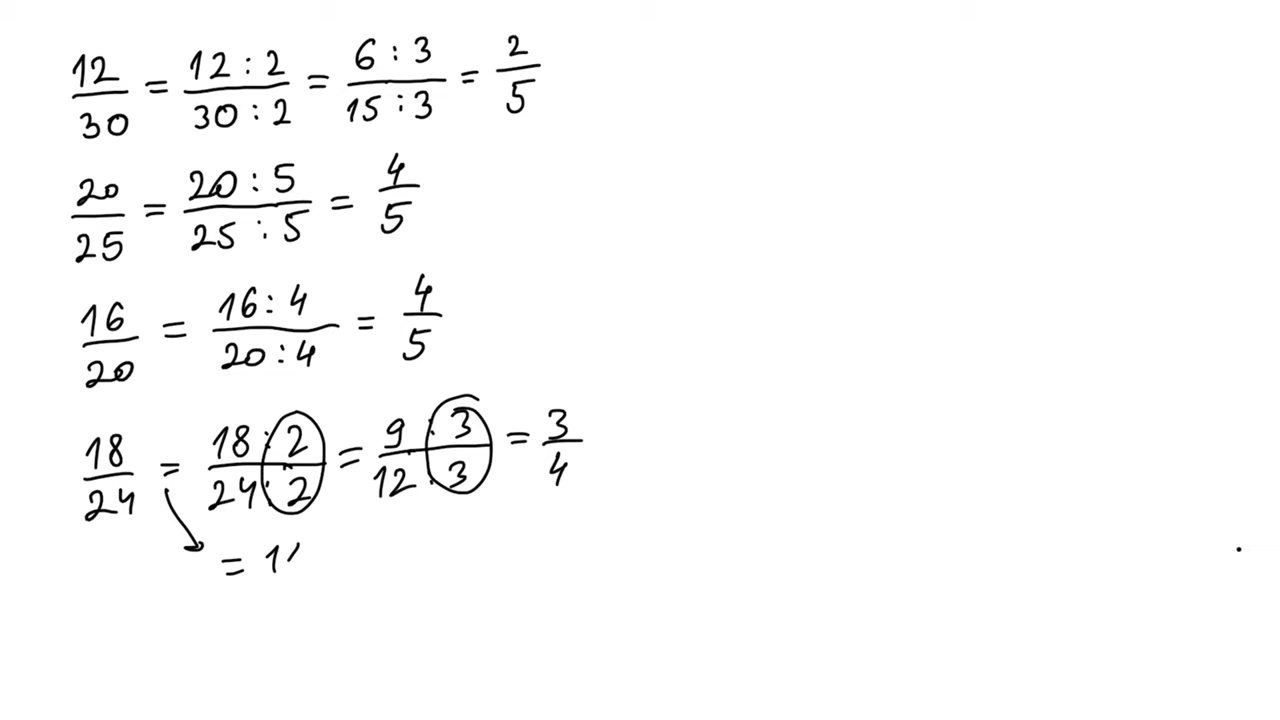 12/30 = 12 : 2/30 : 2 = 6 : 3/15 : 3 = 2/5
20/25 = 20 : 5/25 : 5 = 4/5
16/20 = 16 : 4/20 : 4 = 4/5
18/24 = 18 : 2/24 : 2 = 9 : 3/12 : 3 = 3/4
= 1